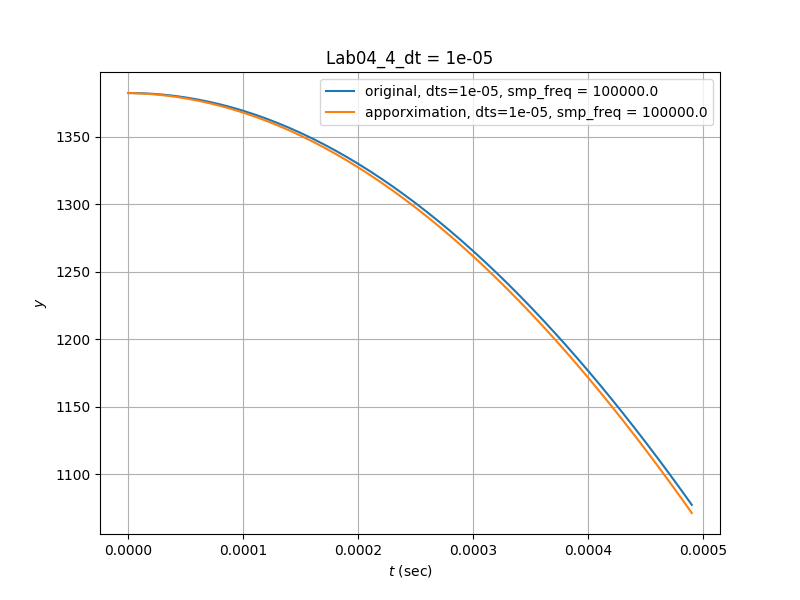 Lab04_4_dt = 1e-05
original, dts=1e-05, smp_freq = 100000.0
apporximation, dts=1e-05, smp_freq = 100000.0
1350
1300
1250
1200
1150
1100
y
0.0000 0.0001 0.0002 0.0003 0.0004 0.0005
t (sec)